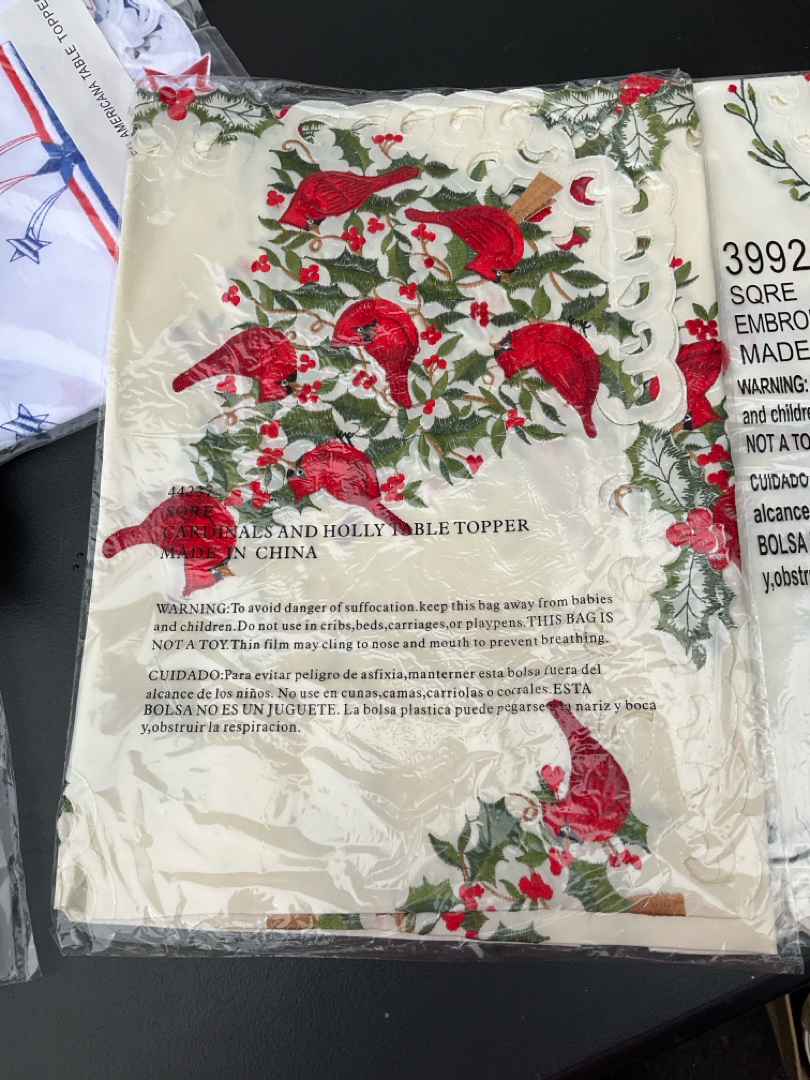 AMERICANA TABLE TOPPER
SQRE
CARDINALS AND HOLLY TABLE TOPPER
MADE IN CHINA
WARNING:To avoid danger of suffocation.keep this bag away from babies
and children.Do not use in cribs,beds,carriages,or playpens.THIS BAG IS
NOT A TOY.Thin film may cling to nose and mouth to prevent breathing.
CUIDADO:Para evitar peligro de asfixia,manterner esta bolsa fuera del
alcance de los niños. No use en cunas,camas,carriolas o corrales.ESTA
BOLSA NO ES UN JUGUETE. La bolsa plastica puede pegarse a la nariz y boca
y,obstruir la respiracion.
3992
SQRE
EMBRO
MADE
WARNING:
and childre
NOT A TO
CUIDADO
alcance
BOLSA
y,obstru